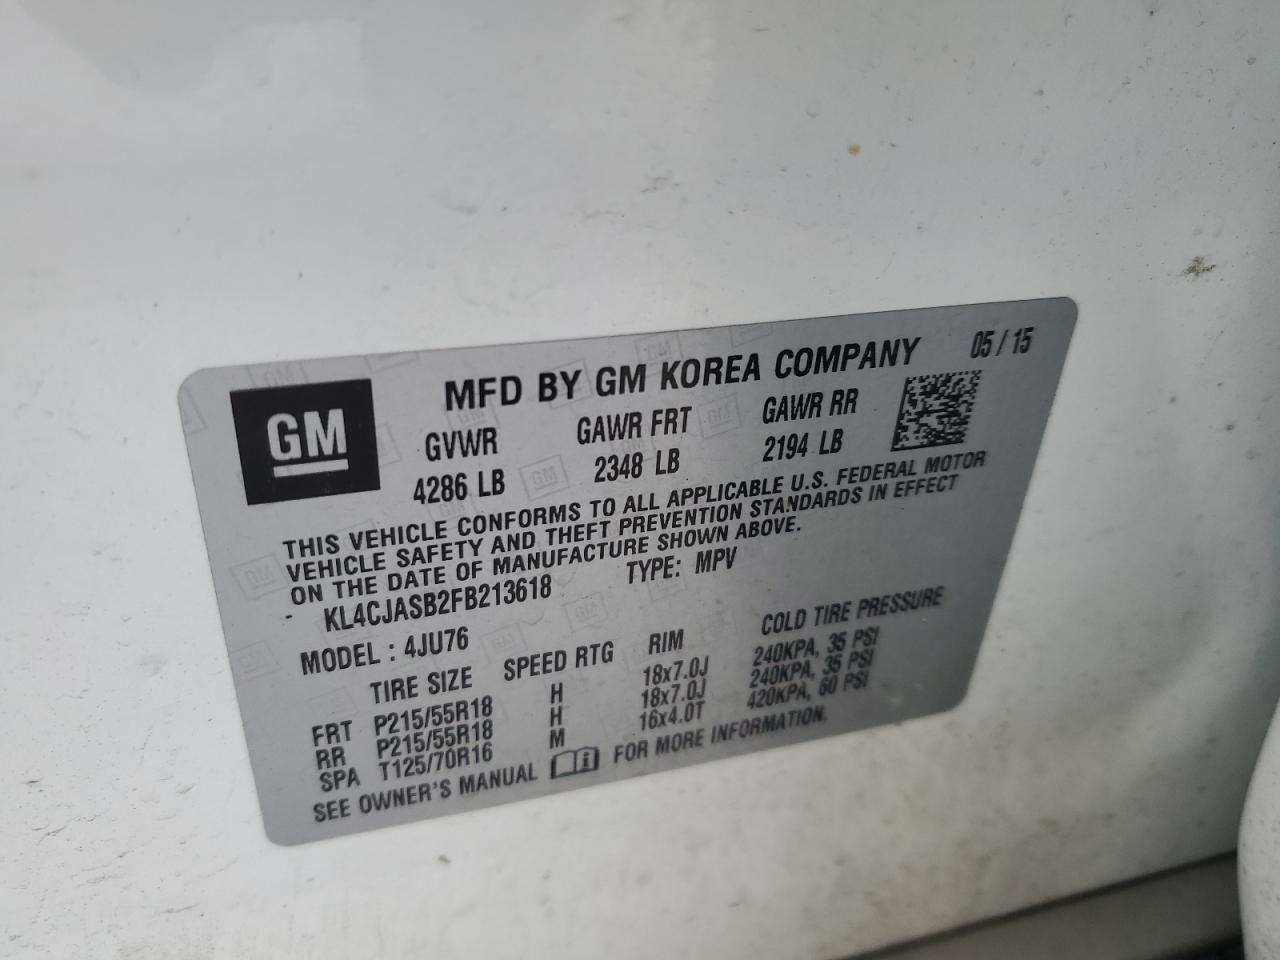 MFD BY GM KOREA COMPANY 05/15
GM
GVWR GAWR FRT GAWR RR
4286 LB 2348 LB 2194 LB
THIS VEHICLE CONFORMS TO ALL APPLICABLE U.S. FEDERAL MOTOR
VEHICLE SAFETY AND THEFT PREVENTION STANDARDS IN EFFECT
ON THE DATE OF MANUFACTURE SHOWN ABOVE.
KL4CJASB2FB213618 TYPE: MPV
MODEL : 4JU76
TIRE SIZE SPEED RTG RIM COLD TIRE PRESSURE
FRT P215/55R18 H 18x7.0J 240KPA, 35 PSI
RR P215/55R18 H 18x7.0J 240KPA, 35 PSI
SPA T125/70R16 M 16x4.0T 420KPA, 60 PSI
SEE OWNER'S MANUAL FOR MORE INFORMATION.